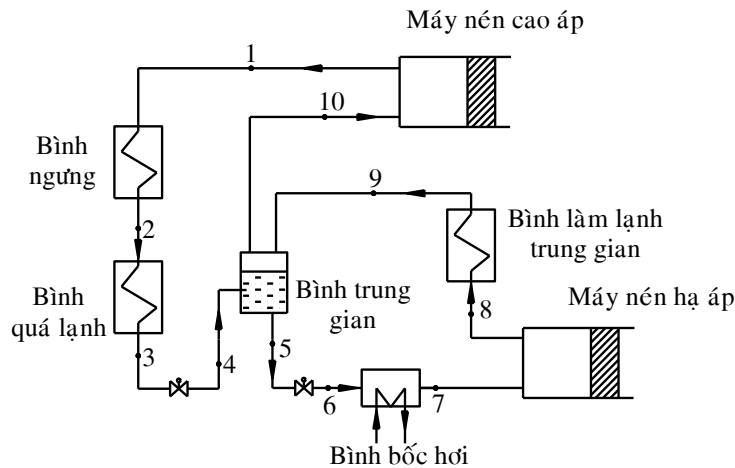 Máy nén cao áp
1
10
Bình
ngưng
9
2
Bình làm lạnh
trung gian
Bình
quá lạnh
Bình trung
gian
Máy nén hạ áp
8
3
4
5
6
7
Bình bốc hơi